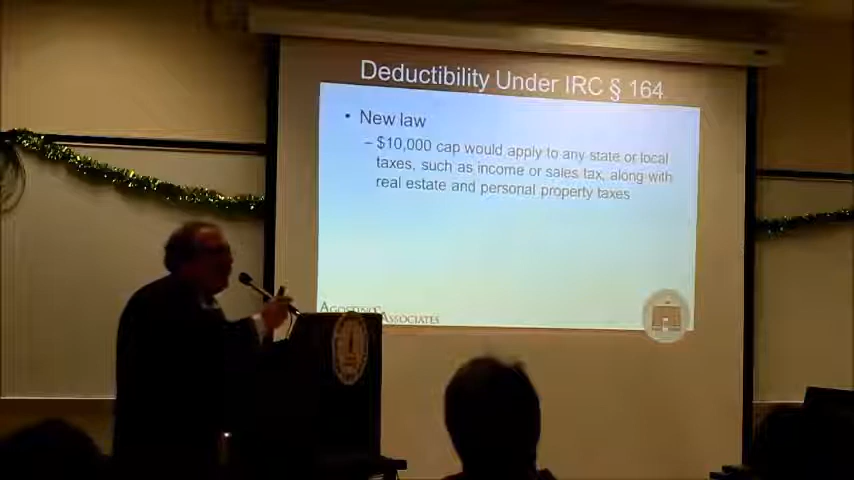 Deductibility Under IRC § 164
• New law
– $10,000 cap would apply to any state or local
taxes, such as income or sales tax, along with
real estate and personal property taxes
AGOSTINO & ASSOCIATES